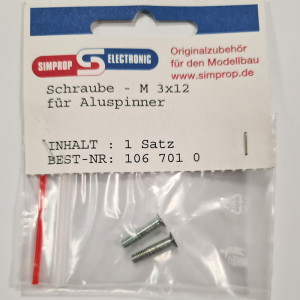 SIMPROP ELECTRONIC
Originalzubehör
für den Modellbau
www.simprop.de
Schraube - M 3x12
für Aluspinner
INHALT : 1 Satz
BEST-NR: 106 701 0